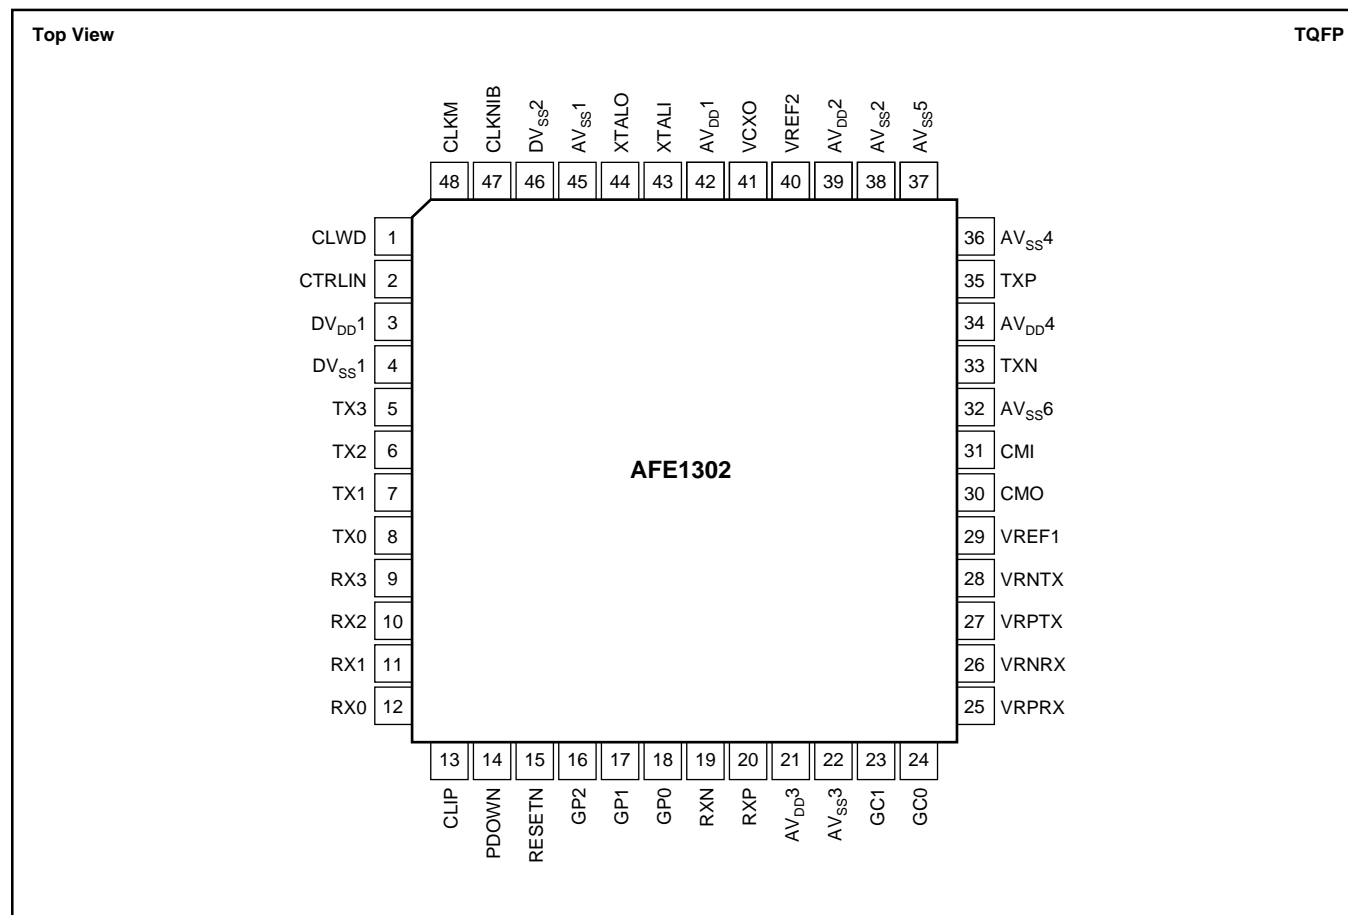 Top View
TQFP
CLKM
CLKNIB
DVSS2
AVSS1
XTALO
XTALI
AVDD1
VCXO
VREF2
AVDD2
AVSS2
AVSS5
48 47 46 45 44 43 42 41 40 39 38 37
CLWD 1
CTRLIN 2
DVDD1 3
DVSS1 4
TX3 5
TX2 6
TX1 7
TX0 8
RX3 9
RX2 10
RX1 11
RX0 12
AFE1302
36 AVSS4
35 TXP
34 AVDD4
33 TXN
32 AVSS6
31 CMI
30 CMO
29 VREF1
28 VRNTX
27 VRPTX
26 VRNRX
25 VRPRX
13 14 15 16 17 18 19 20 21 22 23 24
CLIP
PDOWN
RESETN
GP2
GP1
GP0
RXN
RXP
AVDD3
AVSS3
GC1
GC0